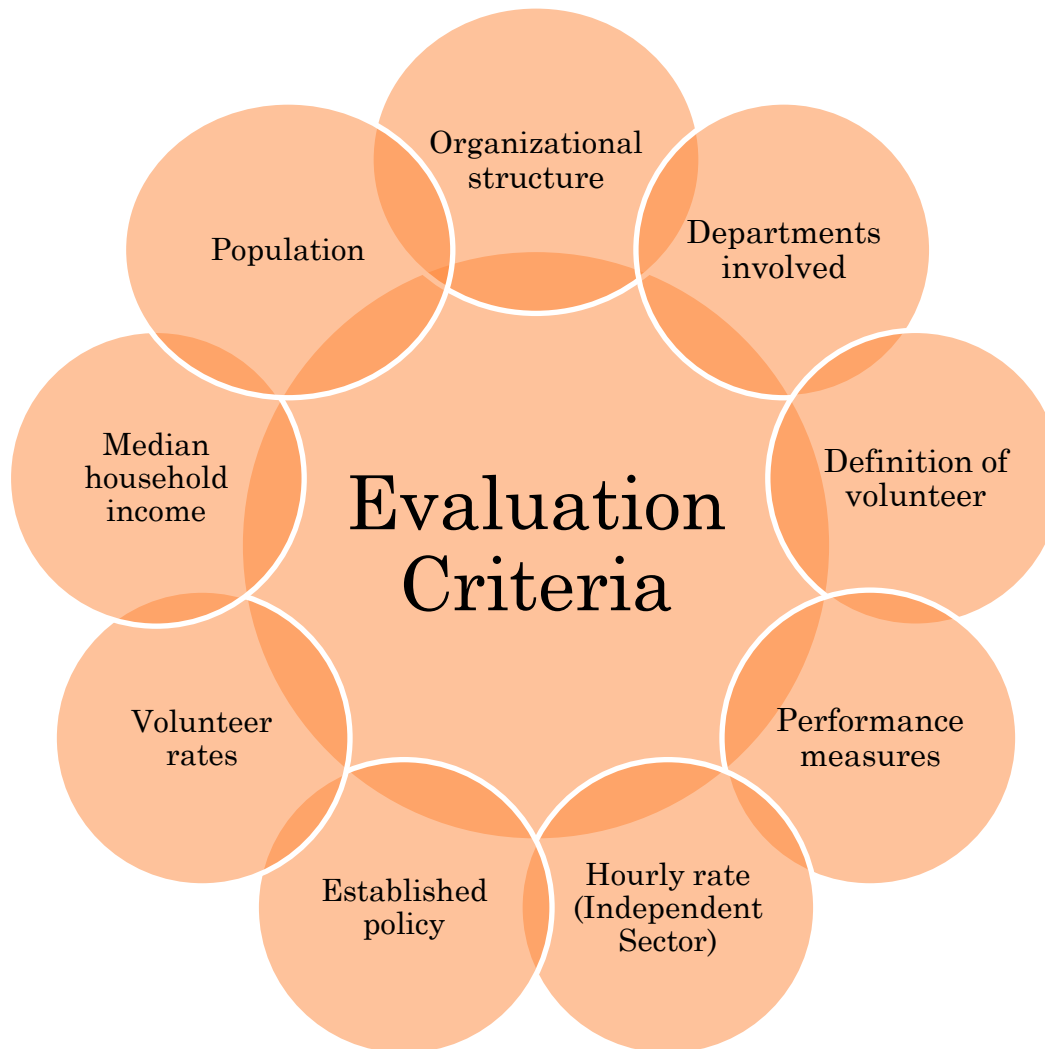 Organizational
structure
Departments
involved
Definition of
volunteer
Performance
measures
Hourly rate
(Independent
Sector)
Established
policy
Volunteer
rates
Median
household
income
Population
Evaluation
Criteria